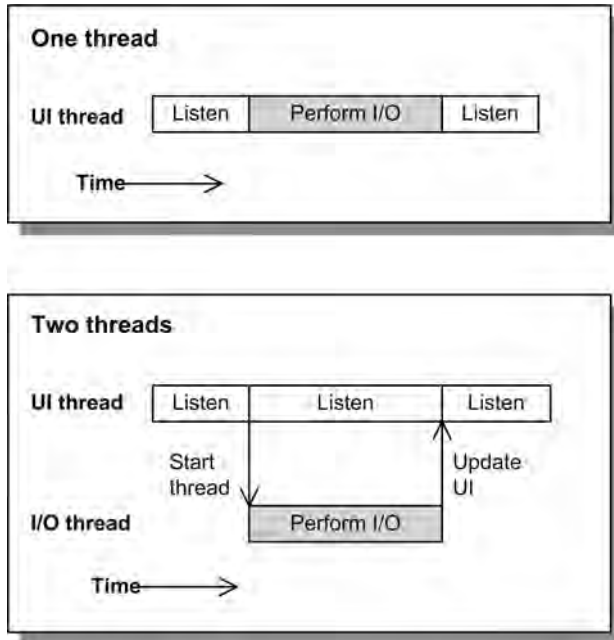 One thread
UI thread Listen Perform I/O Listen
Time
Two threads
UI thread Listen Listen Listen
Start thread
Update UI
I/O thread Perform I/O
Time